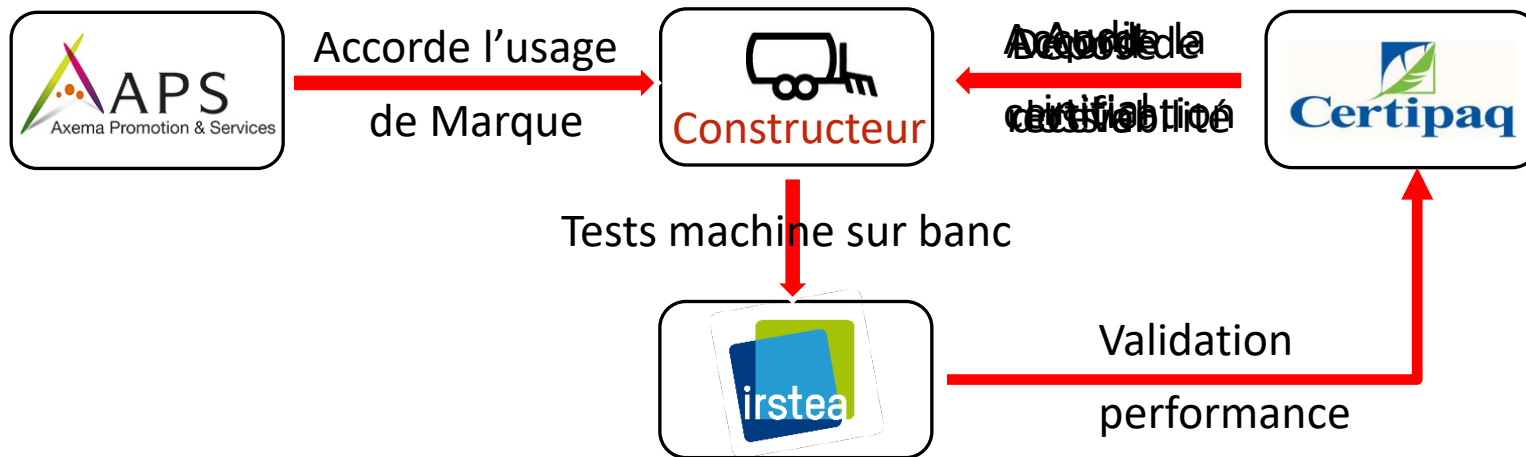 APS
Axema Promotion & Services
Accorde l’usage
de Marque
Constructeur
Certipaq
Tests machine sur banc
irstea
Validation
performance